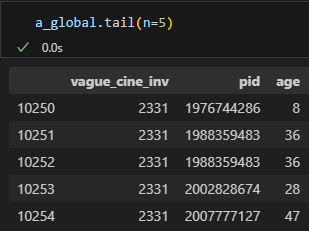 a_global.tail(n=5)
0.0s
vague_cine_inv pid age
10250 2331 1976744286 8
10251 2331 1988359483 36
10252 2331 1988359483 36
10253 2331 2002828674 28
10254 2331 2007777127 47